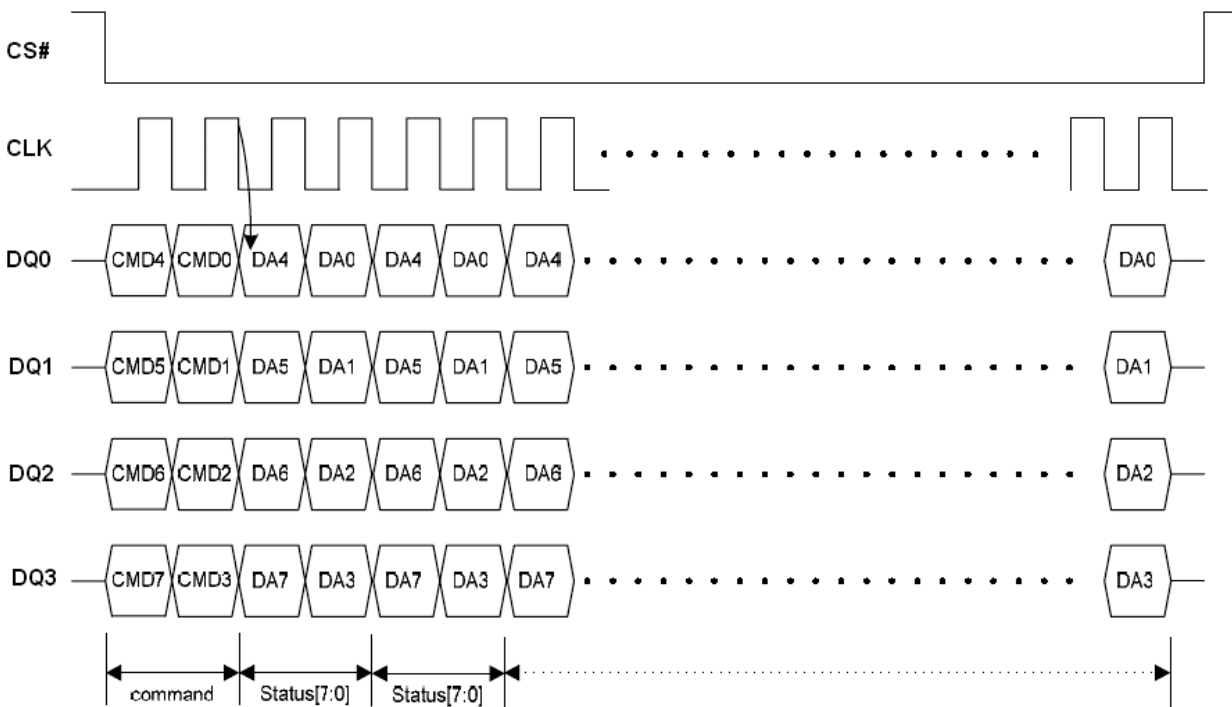 CS#
CLK
DQ0 CMD4 CMD0 DA4 DA0 DA4 DA0 DA4 DA0
DQ1 CMD5 CMD1 DA5 DA1 DA5 DA1 DA5 DA1
DQ2 CMD6 CMD2 DA6 DA2 DA6 DA2 DA6 DA2
DQ3 CMD7 CMD3 DA7 DA3 DA7 DA3 DA7 DA3
command Status[7:0] Status[7:0]